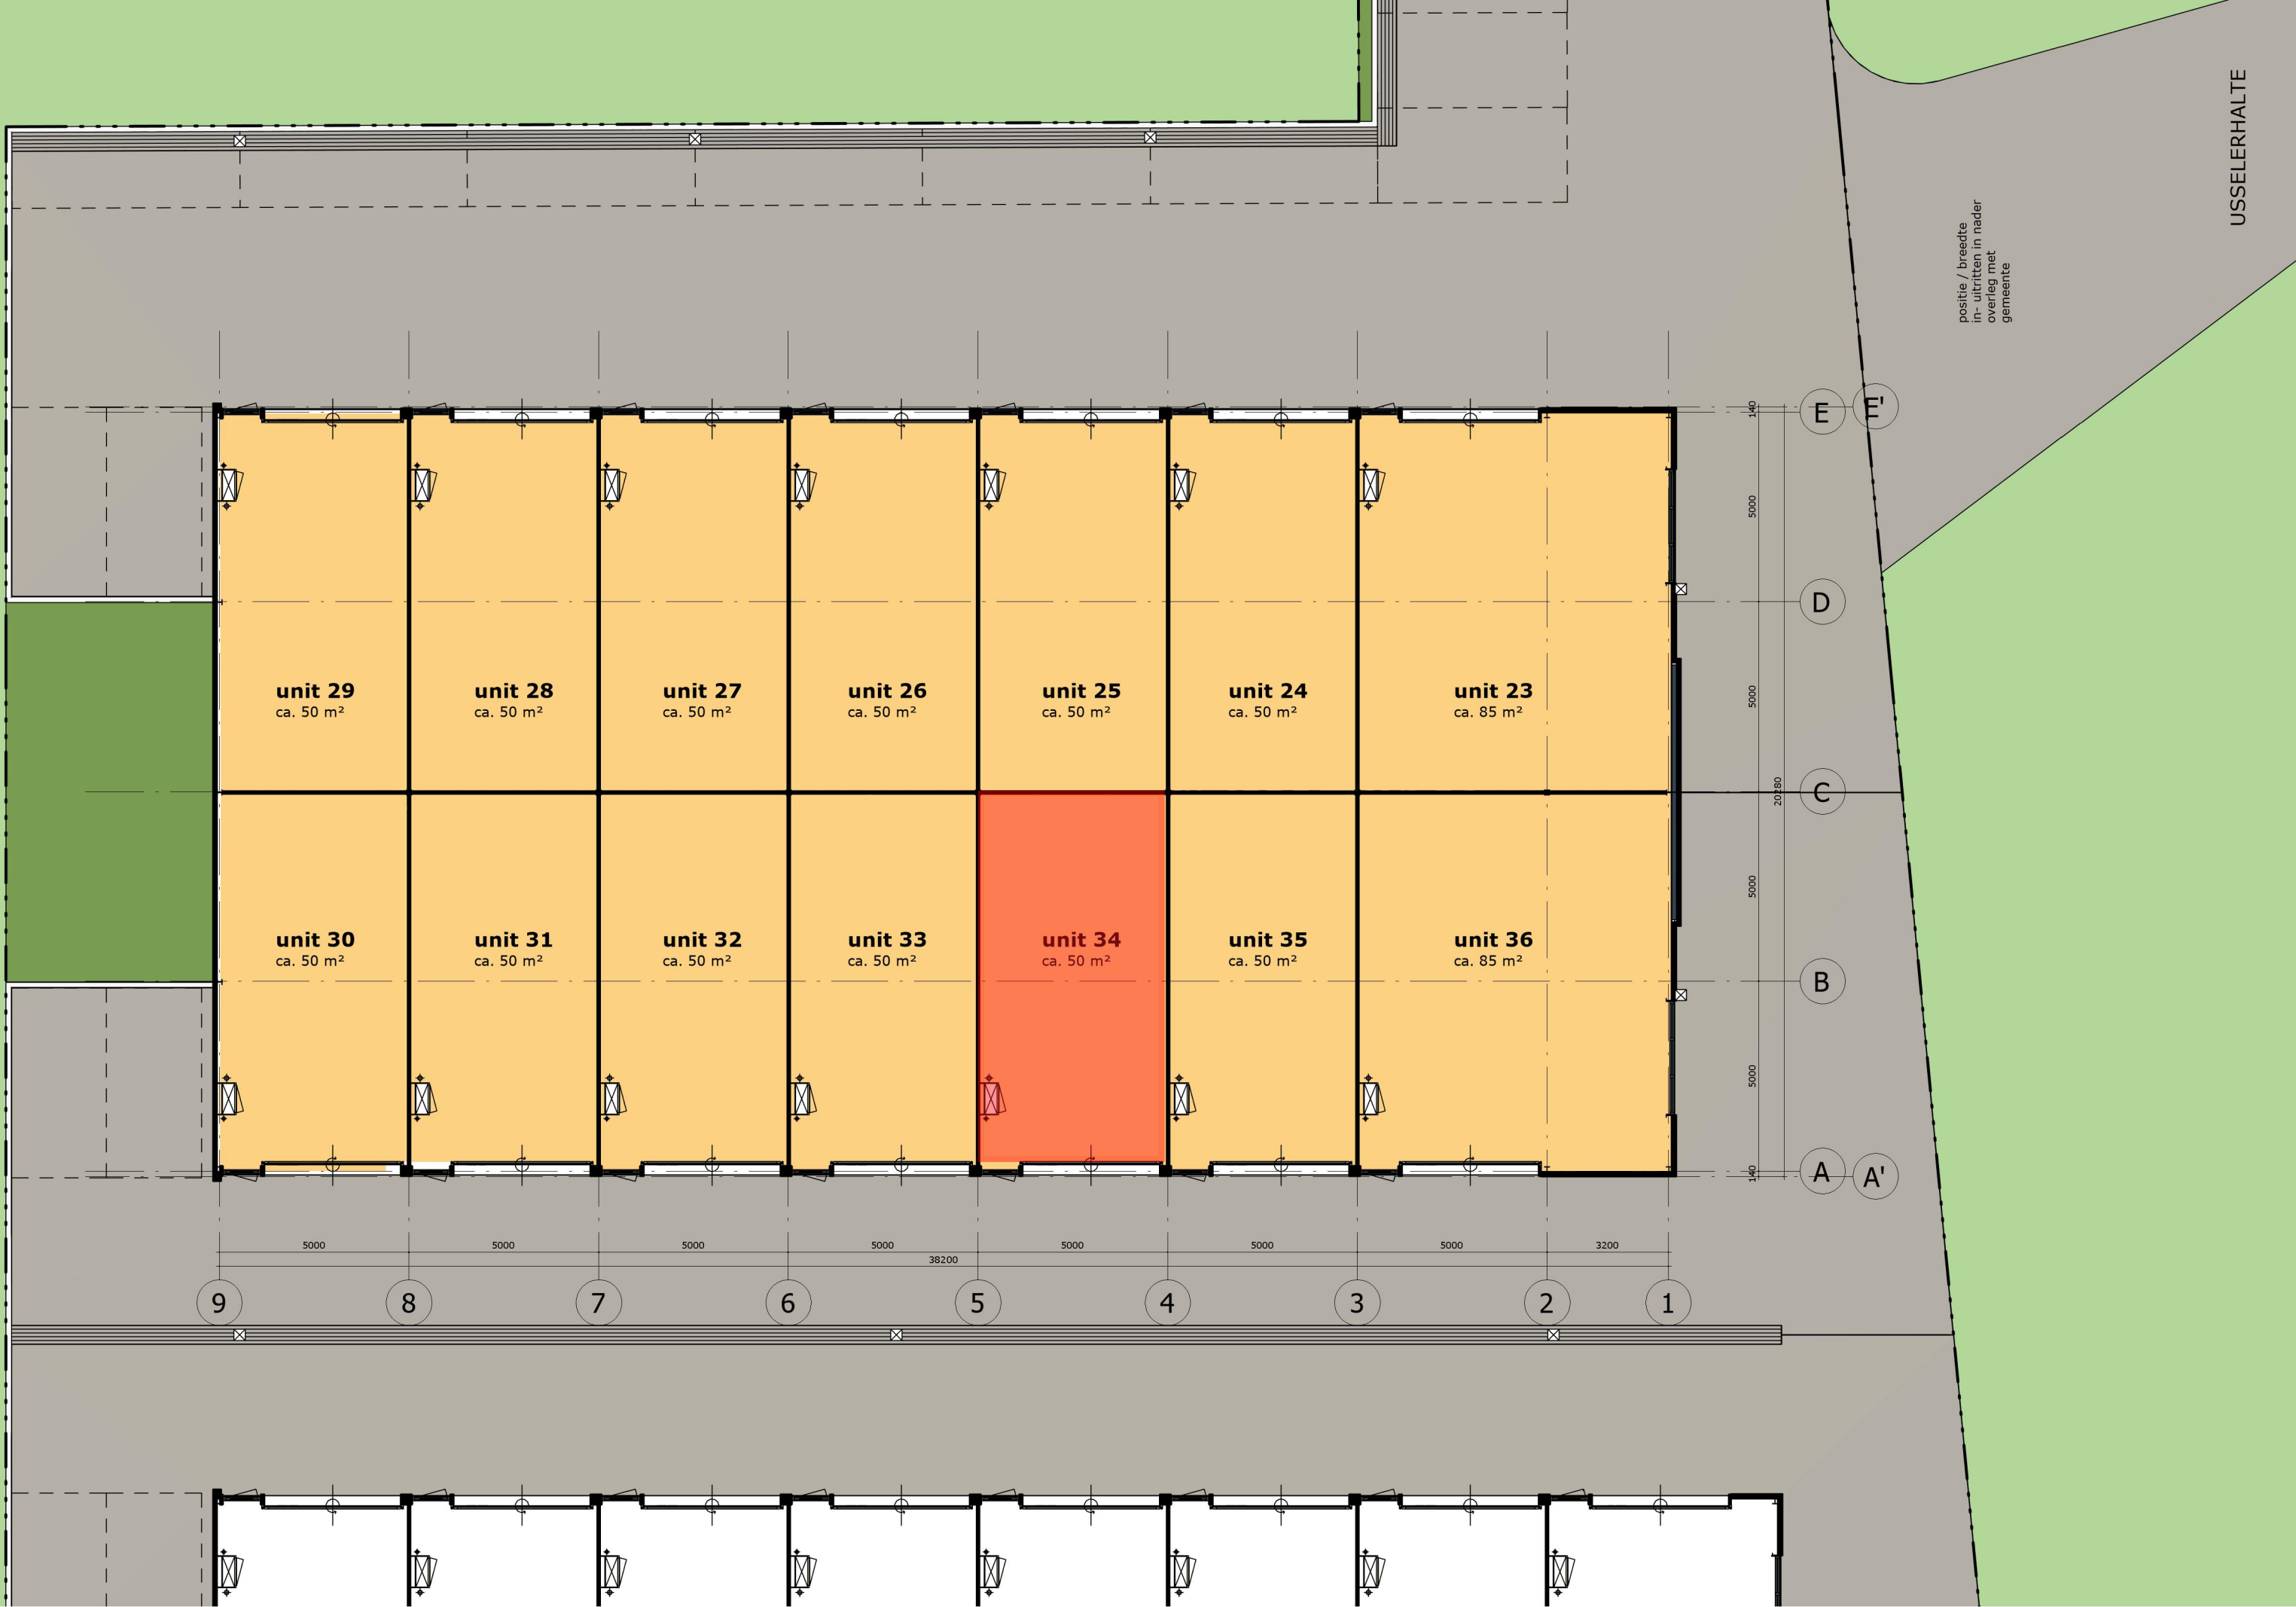 USSELERHALTE
positie / breedte
in- uitritten in nader
overleg met
gemeente
E
E'
140
5000
D
unit 29
ca. 50 m²
unit 28
ca. 50 m²
unit 27
ca. 50 m²
unit 26
ca. 50 m²
unit 25
ca. 50 m²
unit 24
ca. 50 m²
unit 23
ca. 85 m²
5000
C
20280
5000
unit 30
ca. 50 m²
unit 31
ca. 50 m²
unit 32
ca. 50 m²
unit 33
ca. 50 m²
unit 34
ca. 50 m²
unit 35
ca. 50 m²
unit 36
ca. 85 m²
B
5000
A
A'
140
5000 5000 5000 5000 5000 5000 5000 3200
38200
9 8 7 6 5 4 3 2 1